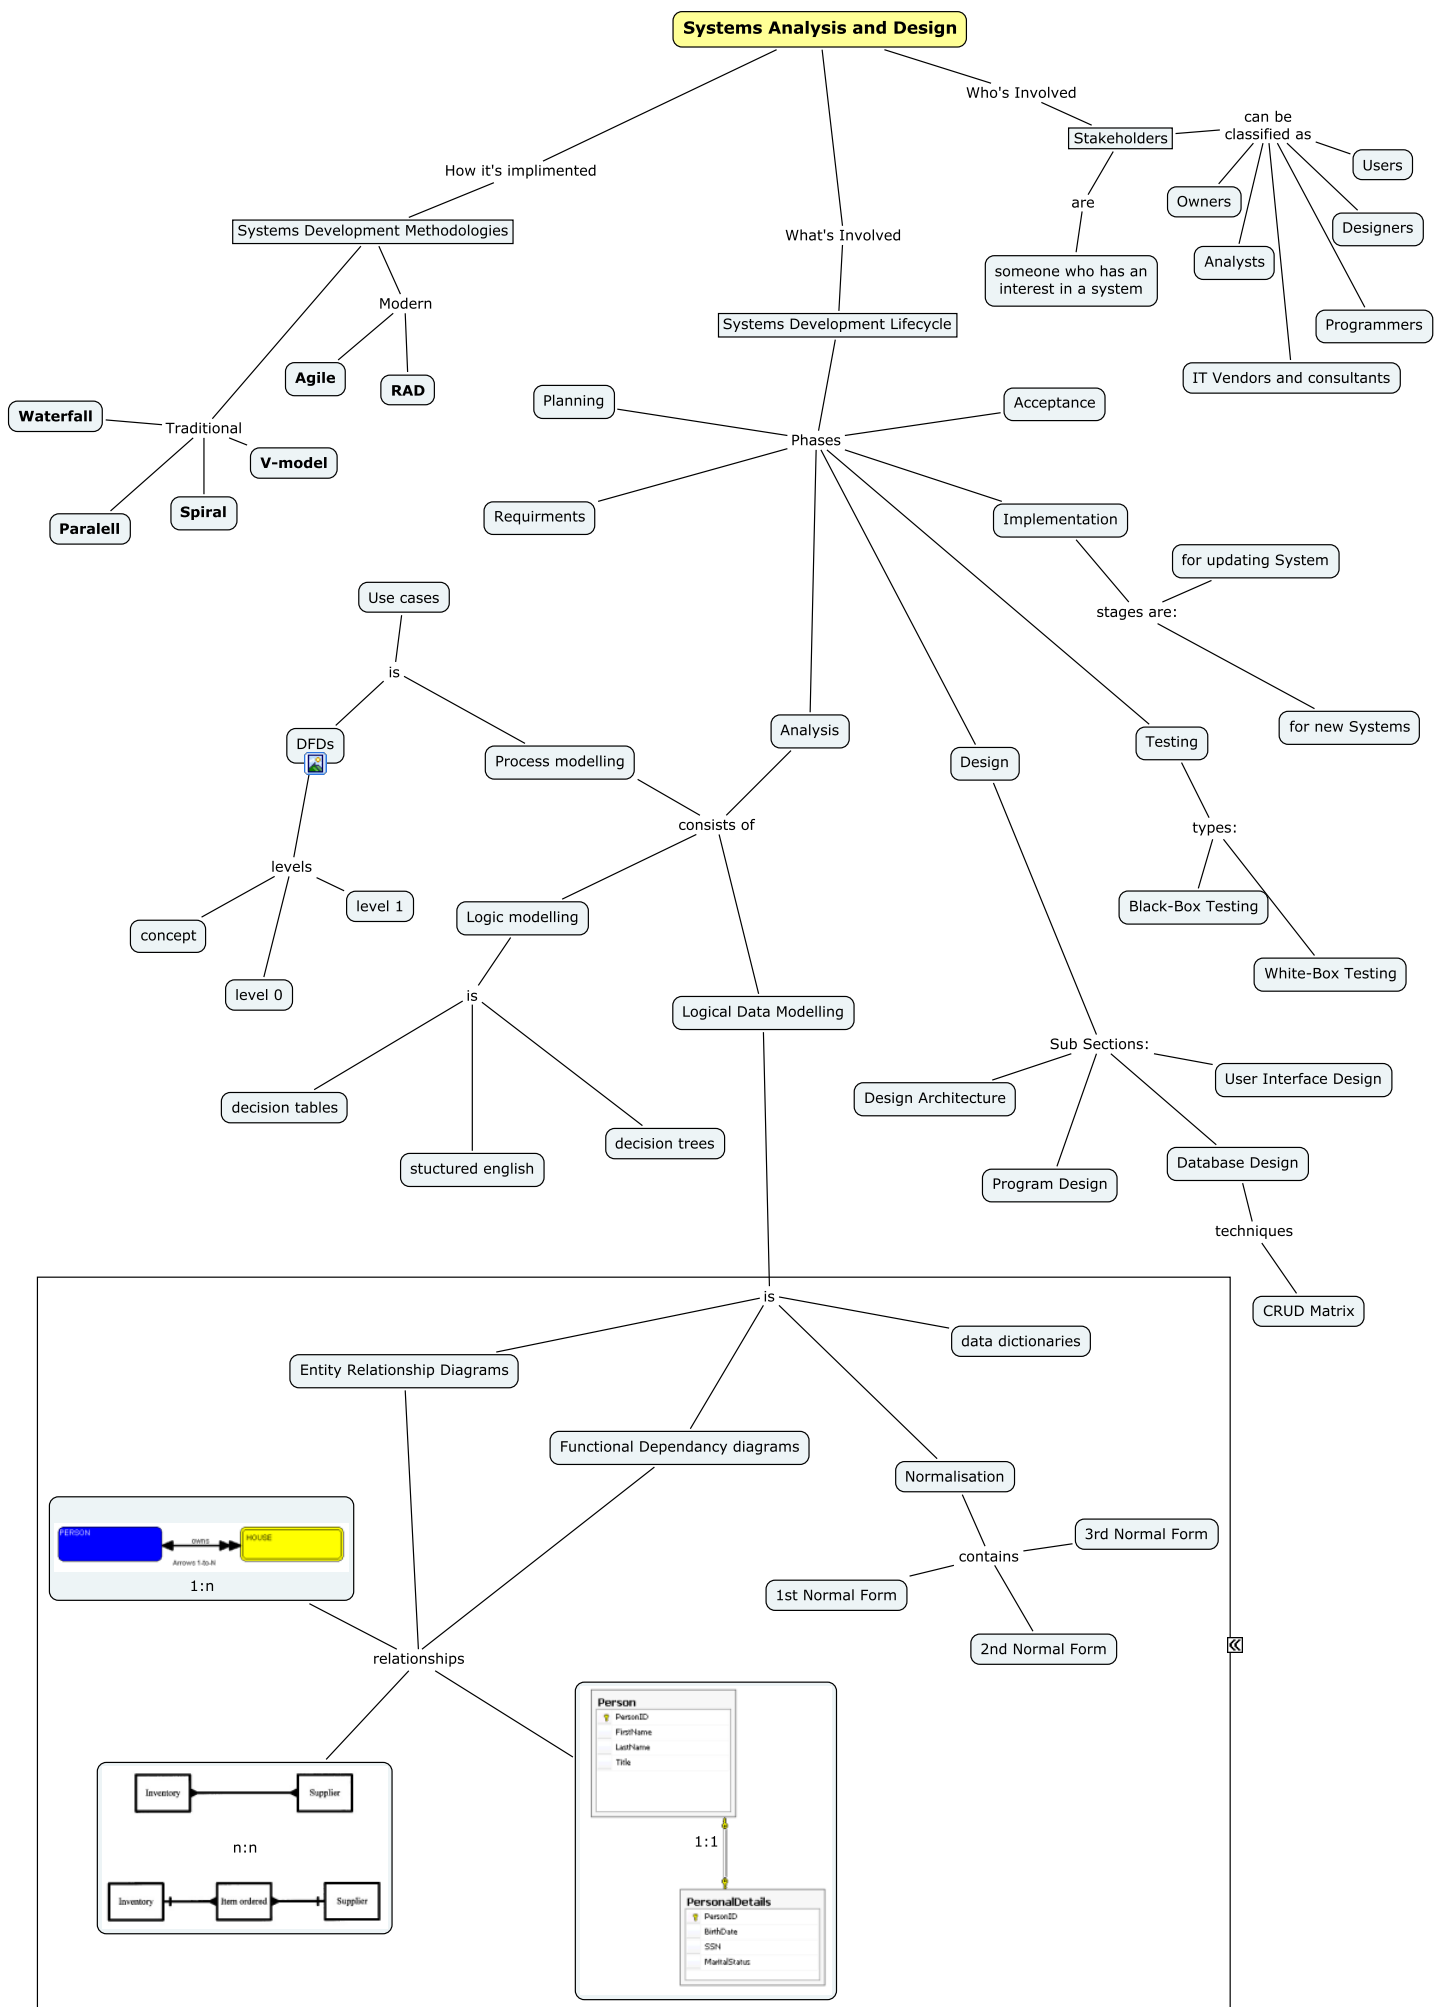 Systems Analysis and Design
Who's Involved
can be
classified as
Stakeholders
Users
How it's implimented
are
Owners
Designers
Systems Development Methodologies
What's Involved
Analysts
someone who has an
interest in a system
Modern
Systems Development Lifecycle
Programmers
Agile
RAD
IT Vendors and consultants
Planning
Acceptance
Waterfall
Traditional
Phases
V-model
Spiral
Paralell
Requirments
Implementation
for updating System
Use cases
stages are:
is
for new Systems
DFDs
Process modelling
Analysis
Design
Testing
consists of
types:
levels
level 1
concept
Logic modelling
Black-Box Testing
White-Box Testing
level 0
is
Logical Data Modelling
Sub Sections:
User Interface Design
Design Architecture
decision tables
decision trees
stuctured english
Program Design
Database Design
techniques
CRUD Matrix
is
data dictionaries
Entity Relationship Diagrams
Functional Dependancy diagrams
Normalisation
PERSON
owns
HOUSE
Arrows 1-to-N
1:n
3rd Normal Form
contains
1st Normal Form
2nd Normal Form
relationships
Person
PersonID
FirstName
LastName
Title
1:1
PersonalDetails
PersonID
BirthDate
SSN
MaritalStatus
Inventory
Supplier
n:n
Inventory
Item ordered
Supplier